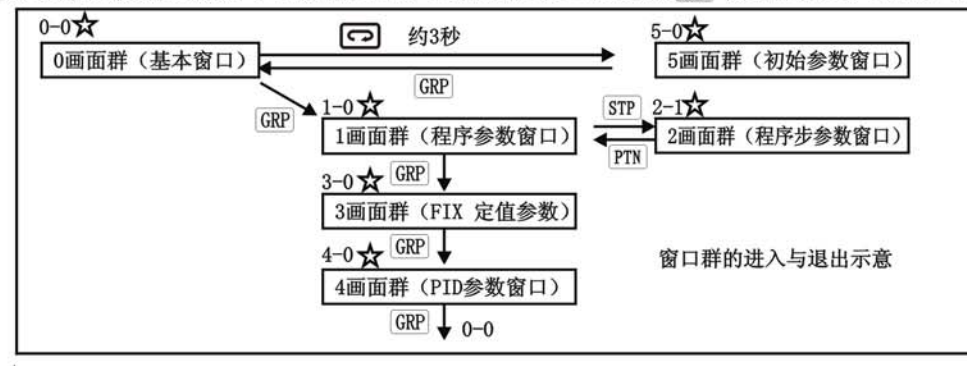 0-0☆ 约3秒 5-0☆
0画面群（基本窗口） 5画面群（初始参数窗口）
GRP
GRP 1-0☆ STP 2-1☆
1画面群（程序参数窗口） 2画面群（程序步参数窗口）
PTN
3-0☆ GRP
3画面群（FIX 定值参数）
4-0☆ GRP
4画面群（PID参数窗口） 窗口群的进入与退出示意
GRP 0-0